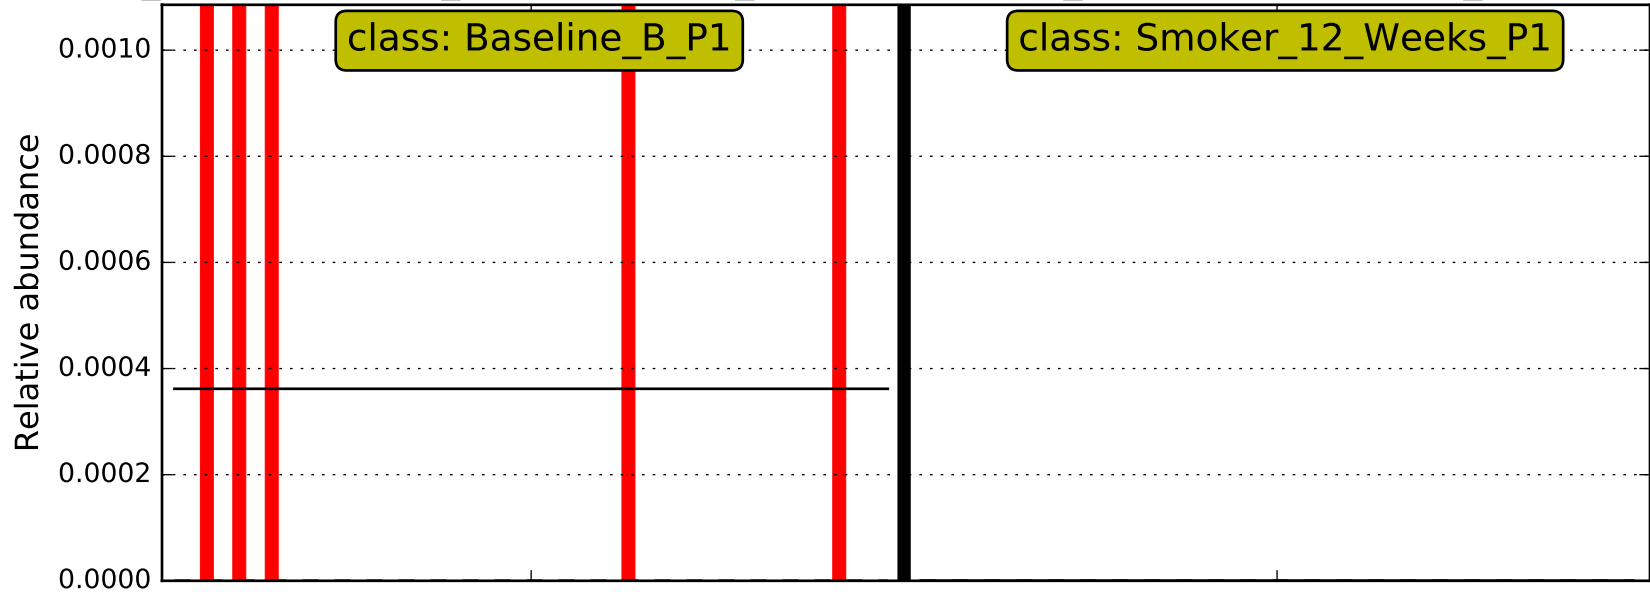 class: Baseline_B_P1
class: Smoker_12_Weeks_P1
Relative abundance
0.0010
0.0008
0.0006
0.0004
0.0002
0.0000